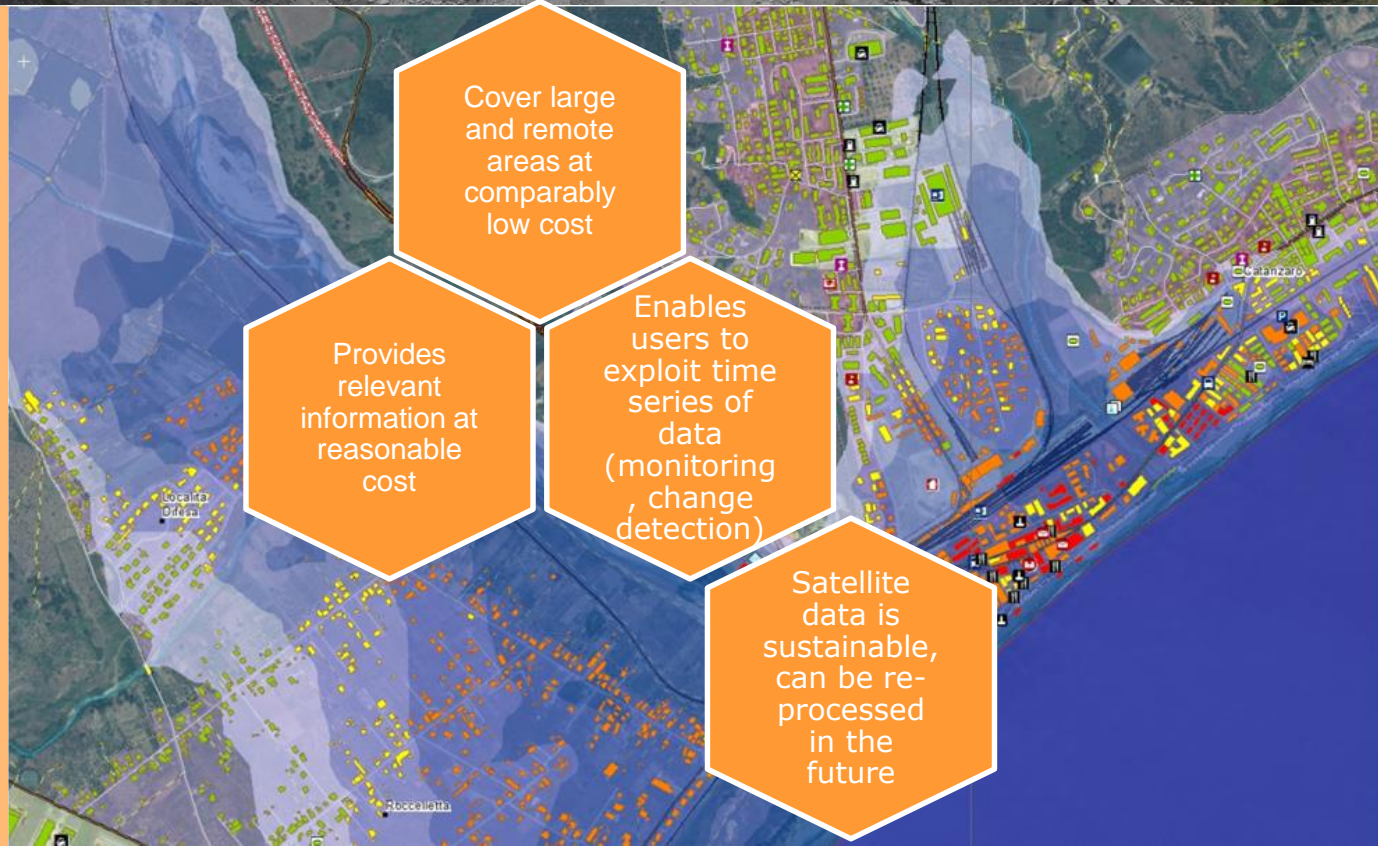 Cover large
and remote
areas at
comparably
low cost
Provides
relevant
information at
reasonable
cost
Enables
users to
exploit time
series of
data
(monitoring
, change
detection)
Satellite
data is
sustainable,
can be re-
processed
in the
future
Catanzaro
Localita
Difesa
Roccelletta
P